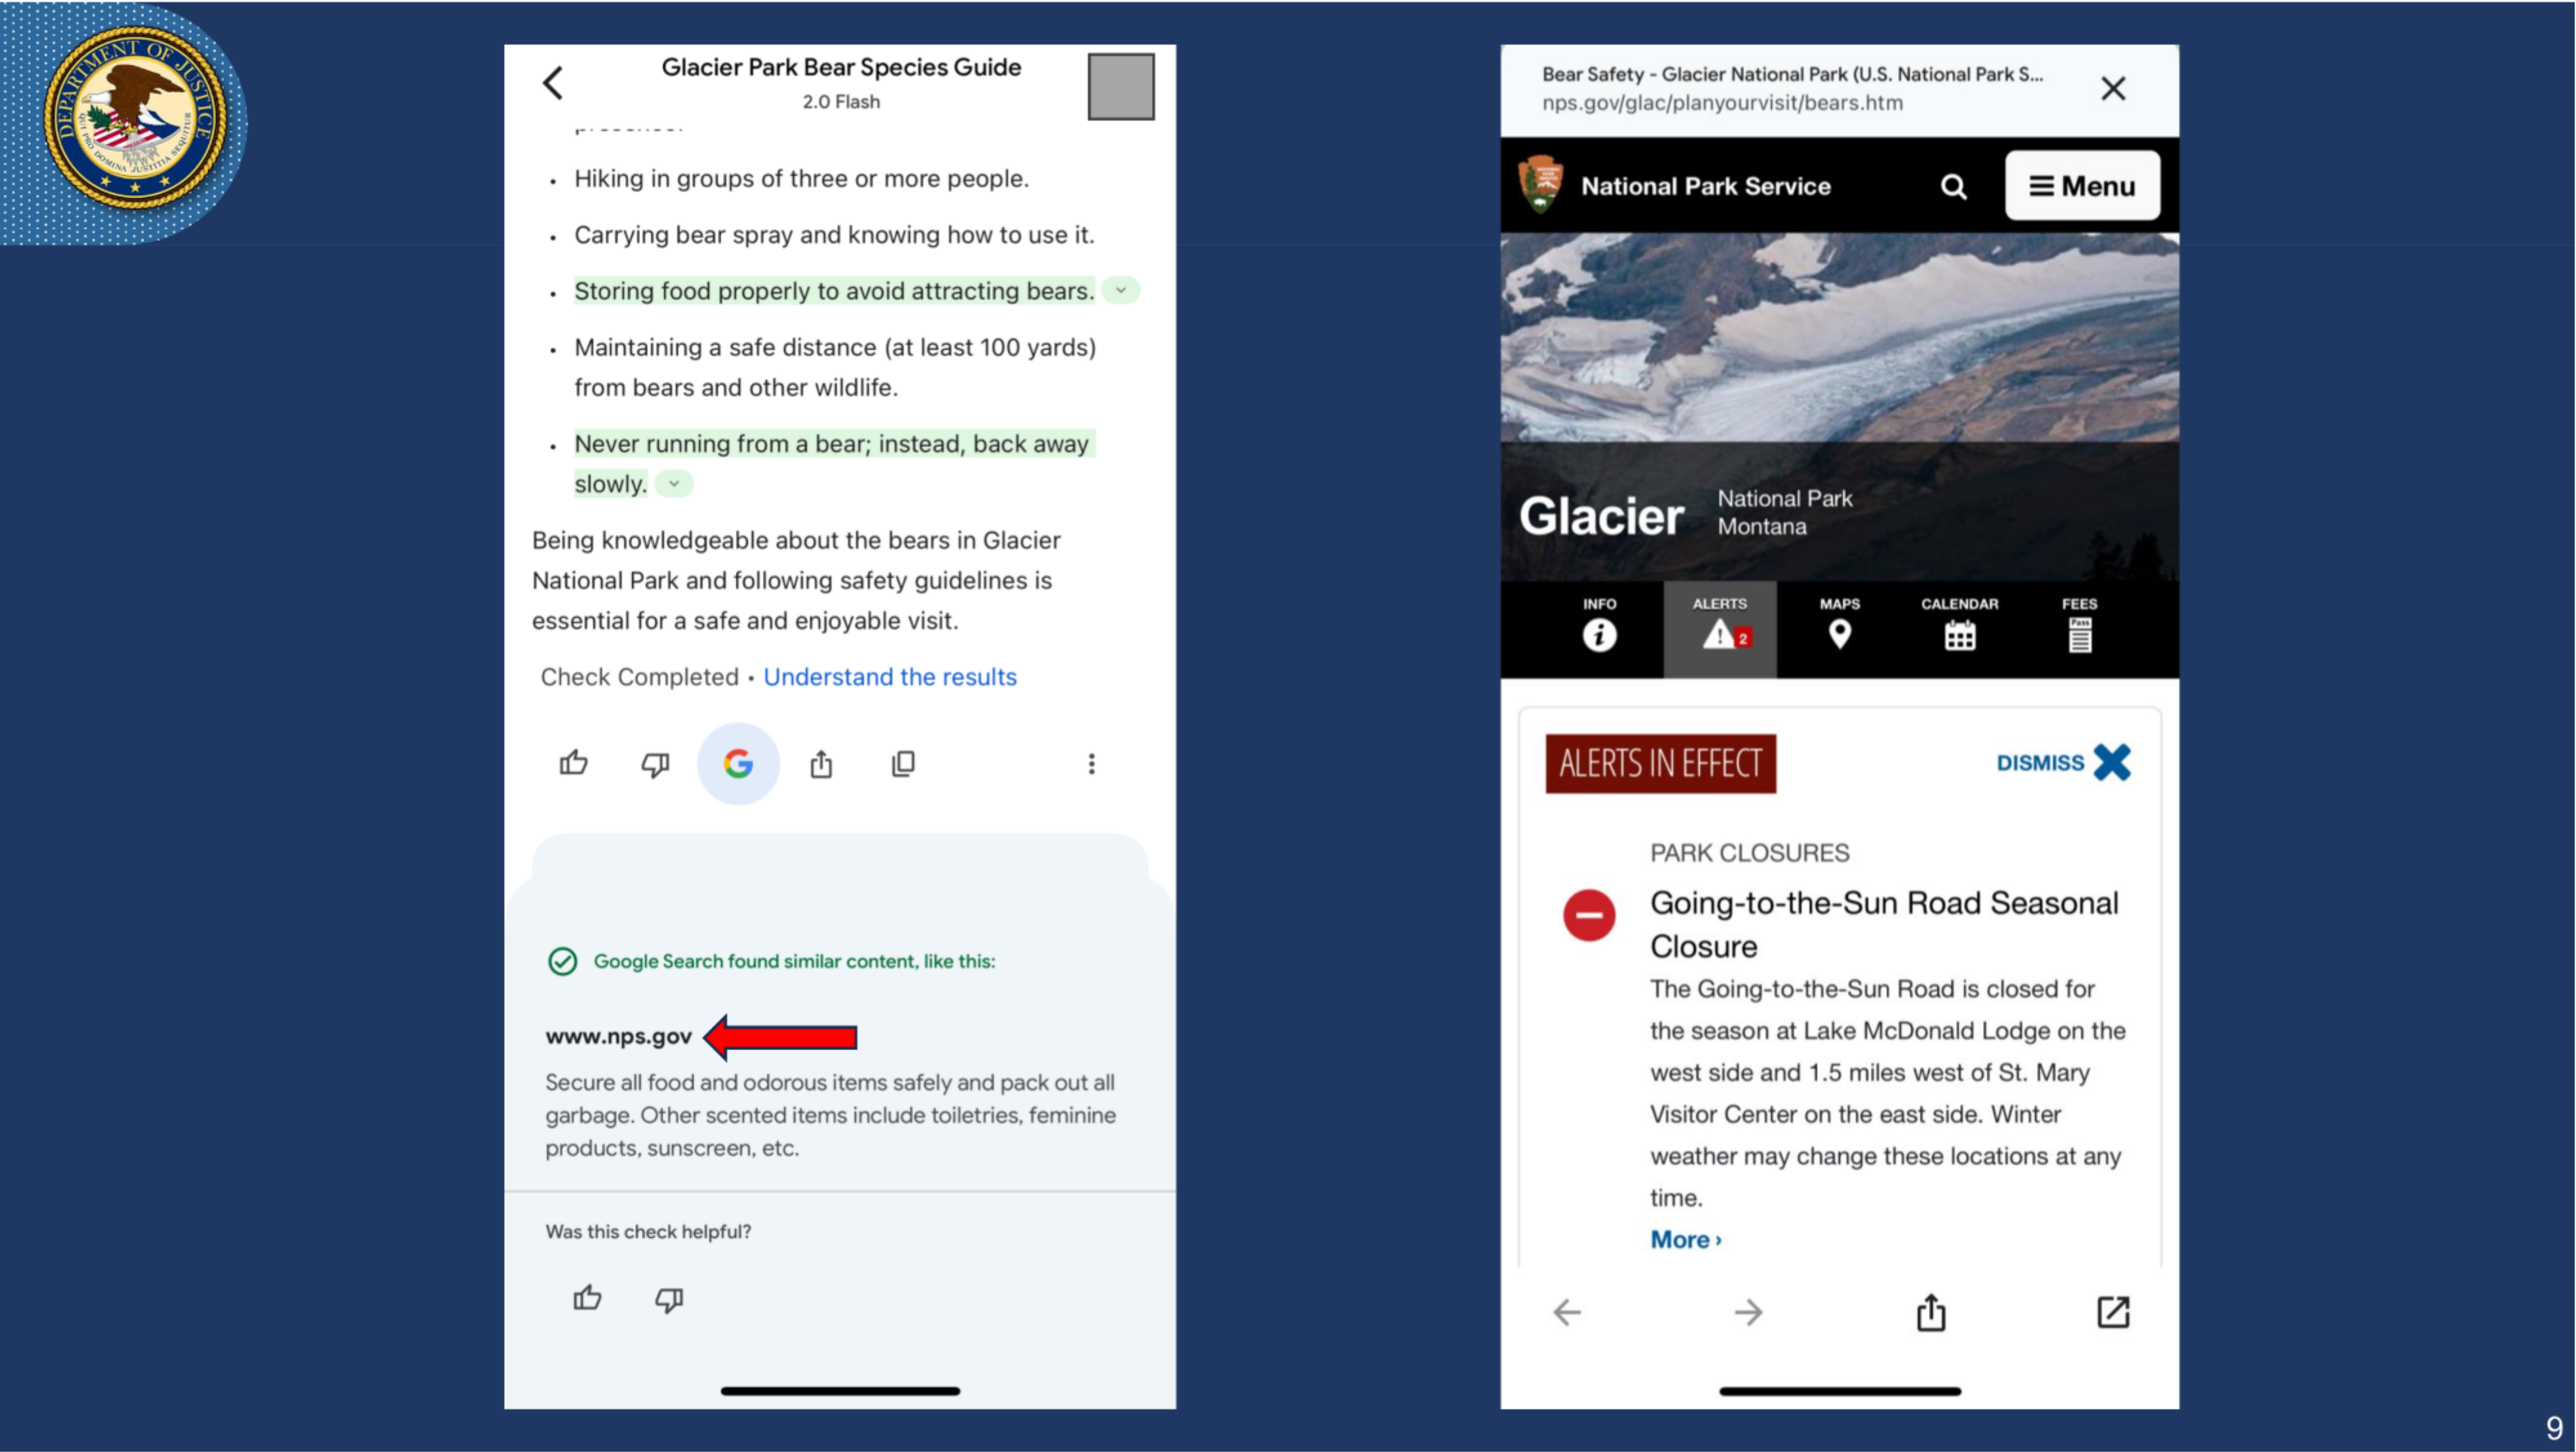 DEPARTMENT OF JUSTICE
QUI PRO DOMINA JUSTITIA SEQUITUR
Glacier Park Bear Species Guide
2.0 Flash
• Hiking in groups of three or more people.
• Carrying bear spray and knowing how to use it.
• Storing food properly to avoid attracting bears.
• Maintaining a safe distance (at least 100 yards)
from bears and other wildlife.
• Never running from a bear; instead, back away
slowly.
Being knowledgeable about the bears in Glacier
National Park and following safety guidelines is
essential for a safe and enjoyable visit.
Check Completed • Understand the results
G
Google Search found similar content, like this:
www.nps.gov
Secure all food and odorous items safely and pack out all
garbage. Other scented items include toiletries, feminine
products, sunscreen, etc.
Was this check helpful?
Bear Safety - Glacier National Park (U.S. National Park S...
nps.gov/glac/planyourvisit/bears.htm
National Park Service
Menu
Glacier
National Park
Montana
INFO
ALERTS
MAPS
CALENDAR
FEES
2
Pass
ALERTS IN EFFECT
DISMISS
PARK CLOSURES
Going-to-the-Sun Road Seasonal
Closure
The Going-to-the-Sun Road is closed for
the season at Lake McDonald Lodge on the
west side and 1.5 miles west of St. Mary
Visitor Center on the east side. Winter
weather may change these locations at any
time.
More ›
9